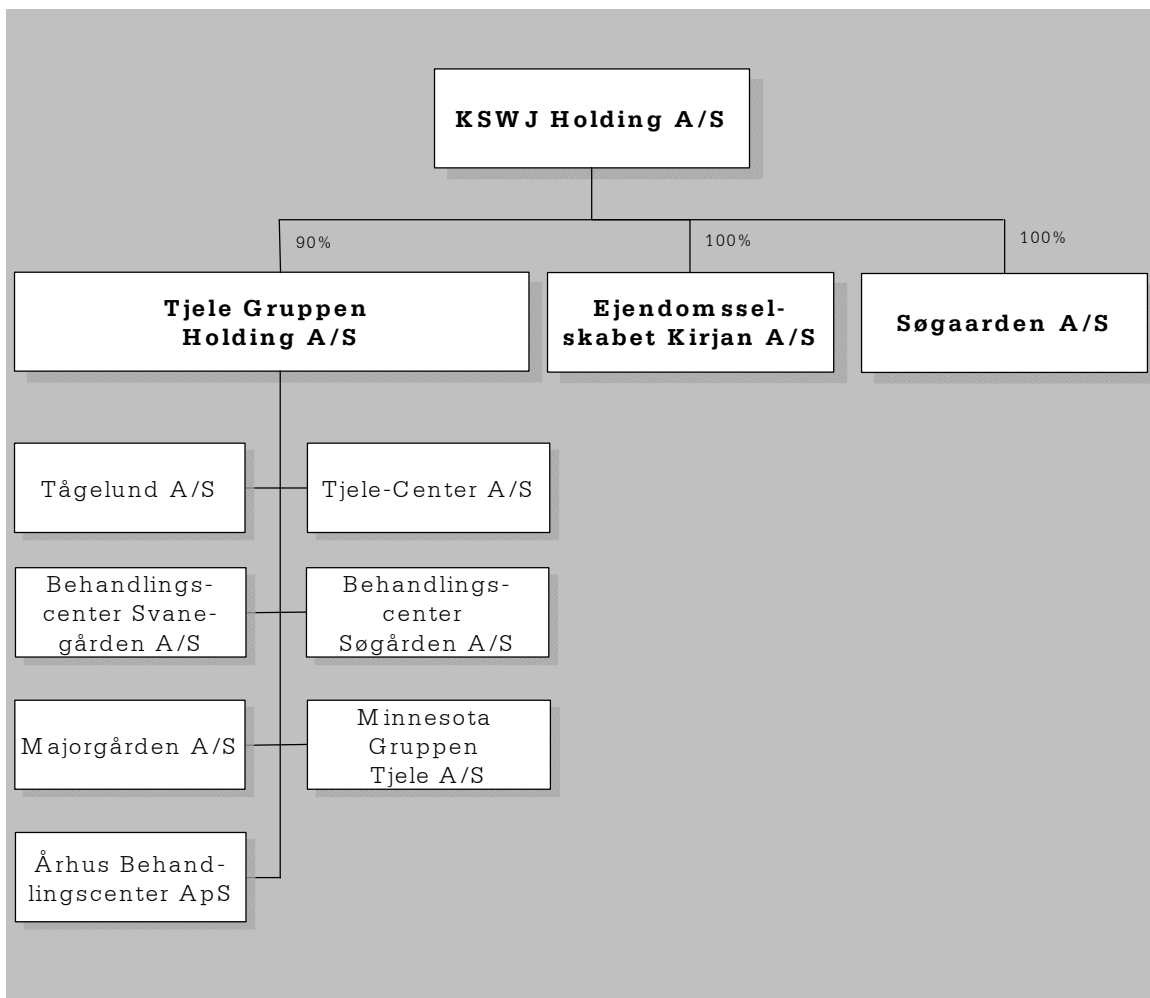 KSWJ Holding A/S
90%
100%
100%
Tjele Gruppen
Holding A/S
Ejendomssel-
skabet Kirjan A/S
Søgaarden A/S
Tågelund A/S
Tjele-Center A/S
Behandlings-
center Svane-
gården A/S
Behandlings-
center
Søgården A/S
Majorgården A/S
Minnesota
Gruppen
Tjele A/S
Århus Behand-
lingscenter ApS